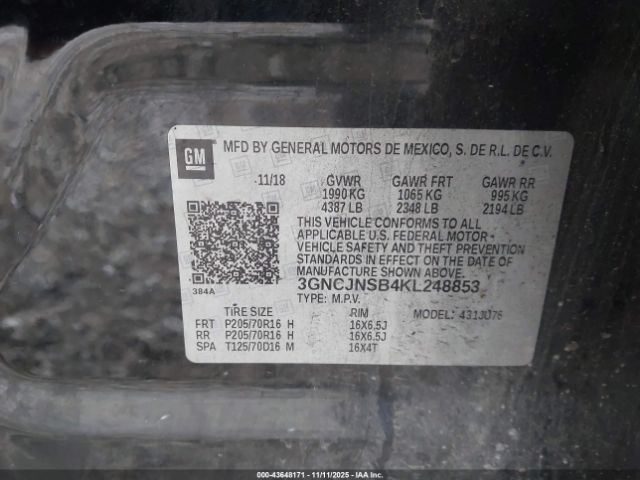 GM
MFD BY GENERAL MOTORS DE MEXICO, S. DE R.L. DE C.V.
11/18 GVWR GAWR FRT GAWR RR
1990 KG 1065 KG 995 KG
4387 LB 2348 LB 2194 LB
THIS VEHICLE CONFORMS TO ALL
APPLICABLE U.S. FEDERAL MOTOR
VEHICLE SAFETY AND THEFT PREVENTION
STANDARDS IN EFFECT ON THE DATE OF
MANUFACTURE SHOWN ABOVE.
3GNCJNSB4KL248853
384A
TYPE: M.P.V.
MODEL: 431JU76
TIRE SIZE RIM
FRT P205/70R16 H 16X6.5J
RR P205/70R16 H 16X6.5J
SPA T125/70D16 M 16X4T
000-43648171 - 11/11/2025 - IAAI.com